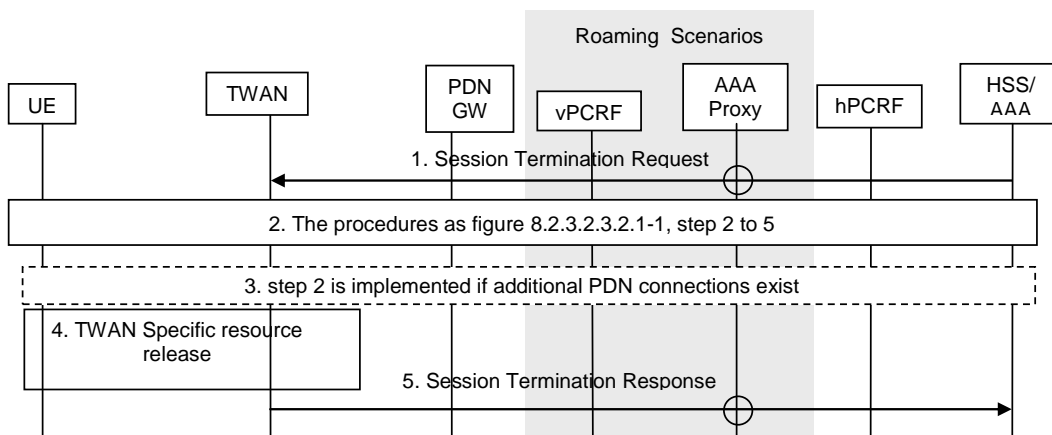 Roaming Scenarios
UE
TWAN
PDN
GW
vPCRF
AAA
Proxy
hPCRF
HSS/
AAA
1. Session Termination Request
2. The procedures as figure 8.2.3.2.3.2.1-1, step 2 to 5
3. step 2 is implemented if additional PDN connections exist
4. TWAN Specific resource
release
5. Session Termination Response